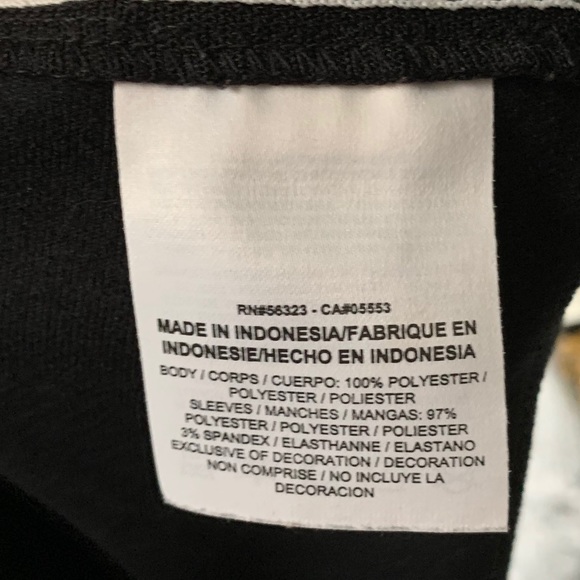 RN#56323 - CA#05553
MADE IN INDONESIA/FABRIQUE EN
INDONESIE/HECHO EN INDONESIA
BODY / CORPS / CUERPO: 100% POLYESTER /
POLYESTER / POLIESTER
SLEEVES / MANCHES / MANGAS: 97%
POLYESTER / POLYESTER / POLIESTER
3% SPANDEX / ELASTHANNE / ELASTANO
EXCLUSIVE OF DECORATION / DECORATION
NON COMPRISE / NO INCLUYE LA
DECORACION